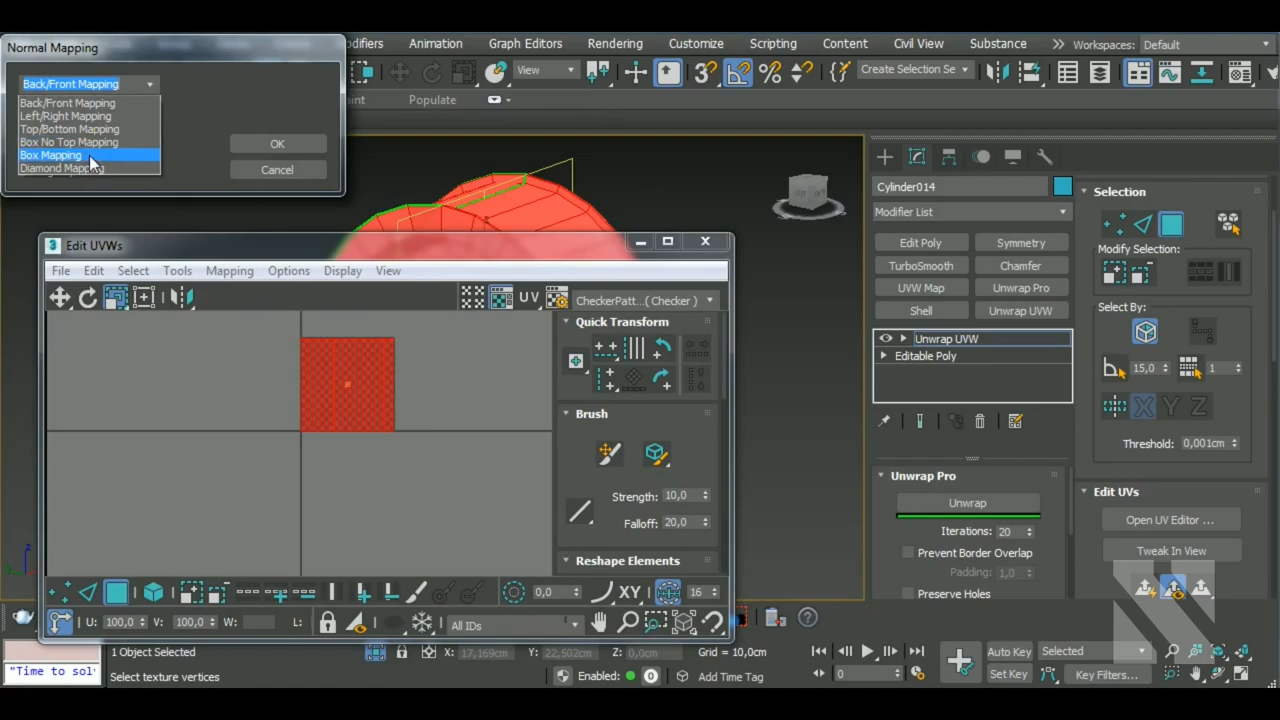 Normal Mapping
Back/Front Mapping
Back/Front Mapping
Left/Right Mapping
Top/Bottom Mapping
Box No Top Mapping
Box Mapping
Diamond Mapping
OK
Cancel
Animation
Graph Editors
Rendering
Customize
Scripting
Content
Civil View
Substance
Workspaces: Default
View
Create Selection Se
Populate
Edit UVWs
File Edit Select Tools Mapping Options Display View
UV
CheckerPatt... ( Checker )
Quick Transform
Brush
Strength: 10,0
Falloff: 20,0
Reshape Elements
0,0
XY
16
U: 100,0 V: 100,0 W: L:
All IDs
Cylinder014
Modifier List
Edit Poly
Symmetry
TurboSmooth
Chamfer
UVW Map
Unwrap Pro
Shell
Unwrap UVW
Unwrap UVW
Editable Poly
Unwrap Pro
Unwrap
Iterations: 20
Prevent Border Overlap
Padding: 1,0
Preserve Holes
Selection
Modify Selection:
Select By:
15,0
1
X Y Z
Threshold: 0,001cm
Edit UVs
Open UV Editor ...
Tweak In View
"Time to sol
1 Object Selected
Select texture vertices
X: 17,169cm
Y: 22,502cm
Z: 0,0cm
Grid = 10,0cm
Enabled:
0
Add Time Tag
0
Auto Key
Selected
Set Key
Key Filters...